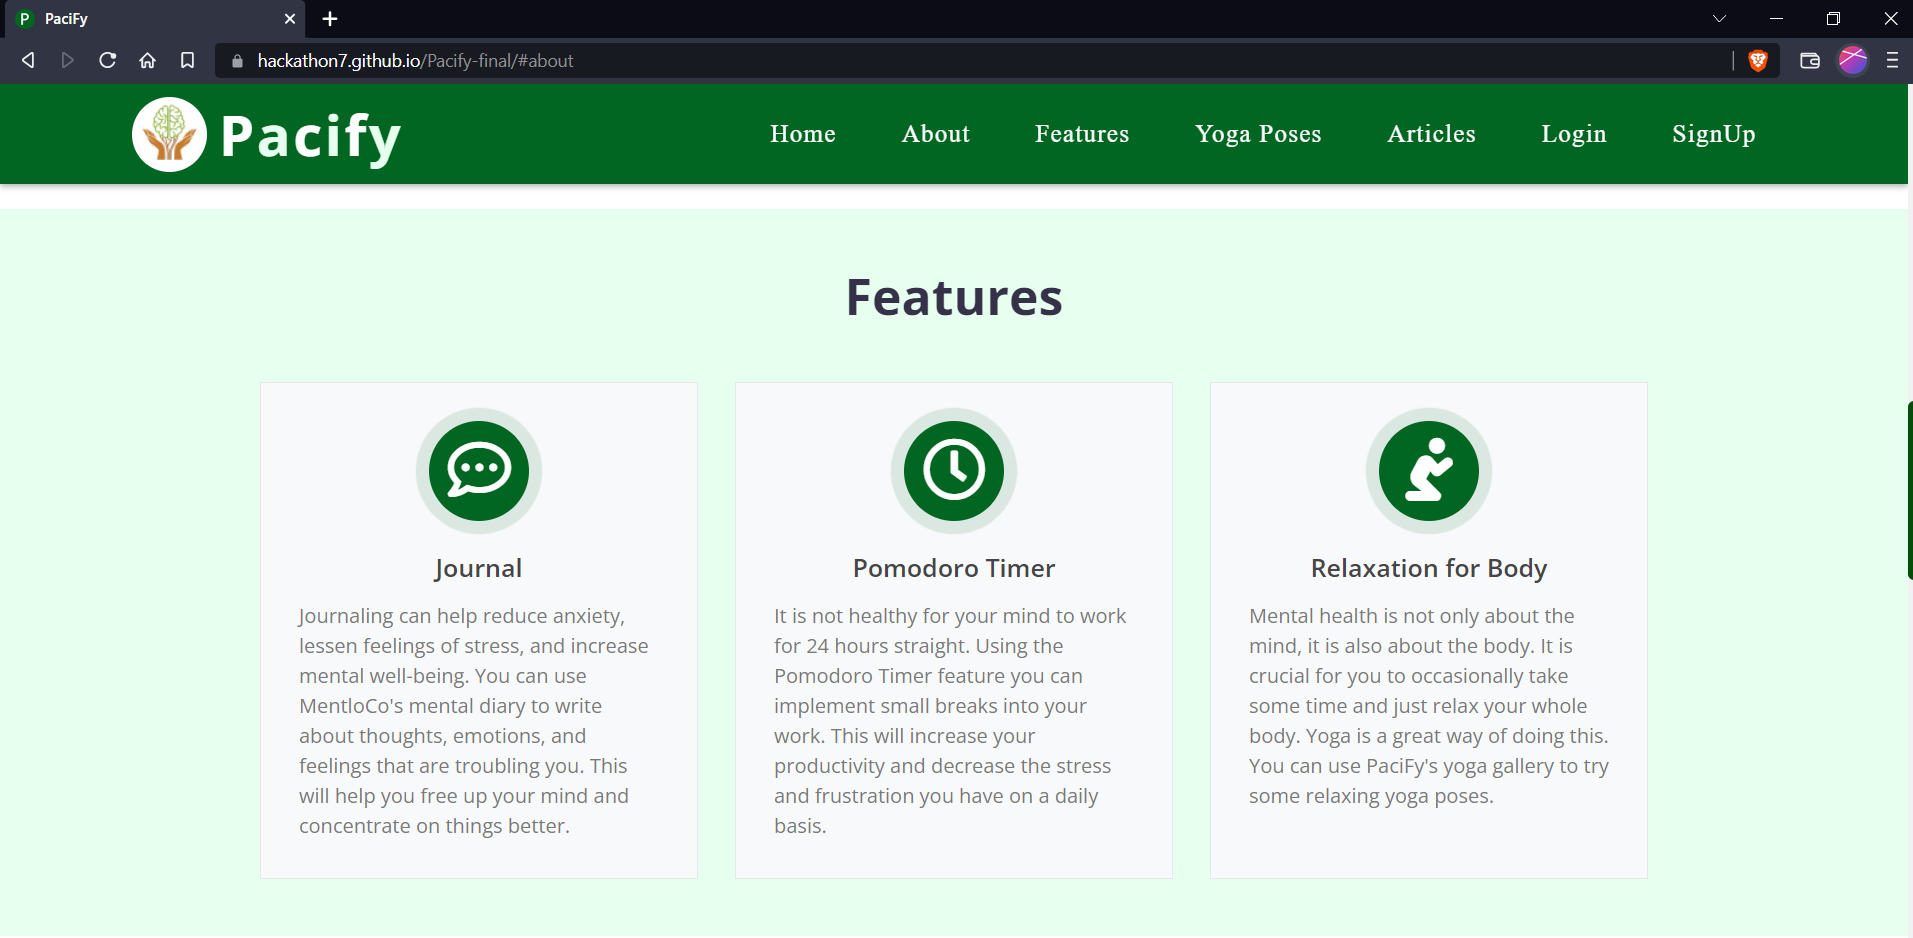 P PaciFy
hackathon7.github.io/Pacify-final/#about
Pacify
Home About Features Yoga Poses Articles Login SignUp
Features
Journal
Journaling can help reduce anxiety,
lessen feelings of stress, and increase
mental well-being. You can use
MentloCo's mental diary to write
about thoughts, emotions, and
feelings that are troubling you. This
will help you free up your mind and
concentrate on things better.
Pomodoro Timer
It is not healthy for your mind to work
for 24 hours straight. Using the
Pomodoro Timer feature you can
implement small breaks into your
work. This will increase your
productivity and decrease the stress
and frustration you have on a daily
basis.
Relaxation for Body
Mental health is not only about the
mind, it is also about the body. It is
crucial for you to occasionally take
some time and just relax your whole
body. Yoga is a great way of doing this.
You can use PaciFy's yoga gallery to try
some relaxing yoga poses.